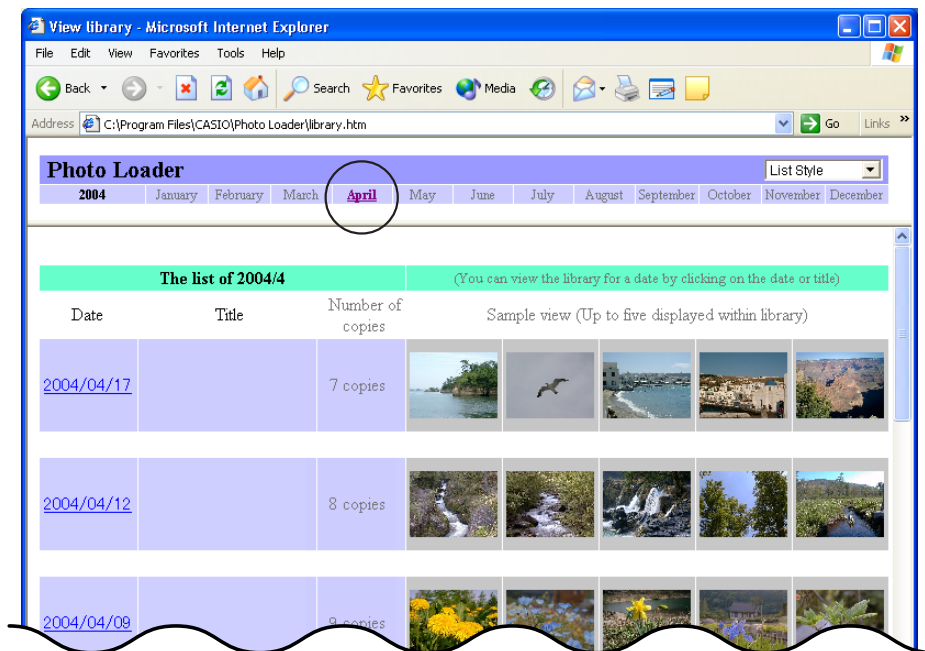 View library - Microsoft Internet Explorer
File Edit View Favorites Tools Help
Back Search Favorites Media
Address C:\Program Files\CASIO\Photo Loader\library.htm Go Links »
Photo Loader List Style
2004 January February March April May June July August September October November December
The list of 2004/4 (You can view the library for a date by clicking on the date or title)
Date Title Number of copies Sample view (Up to five displayed within library)
2004/04/17 7 copies
2004/04/12 8 copies
2004/04/09 9 copies